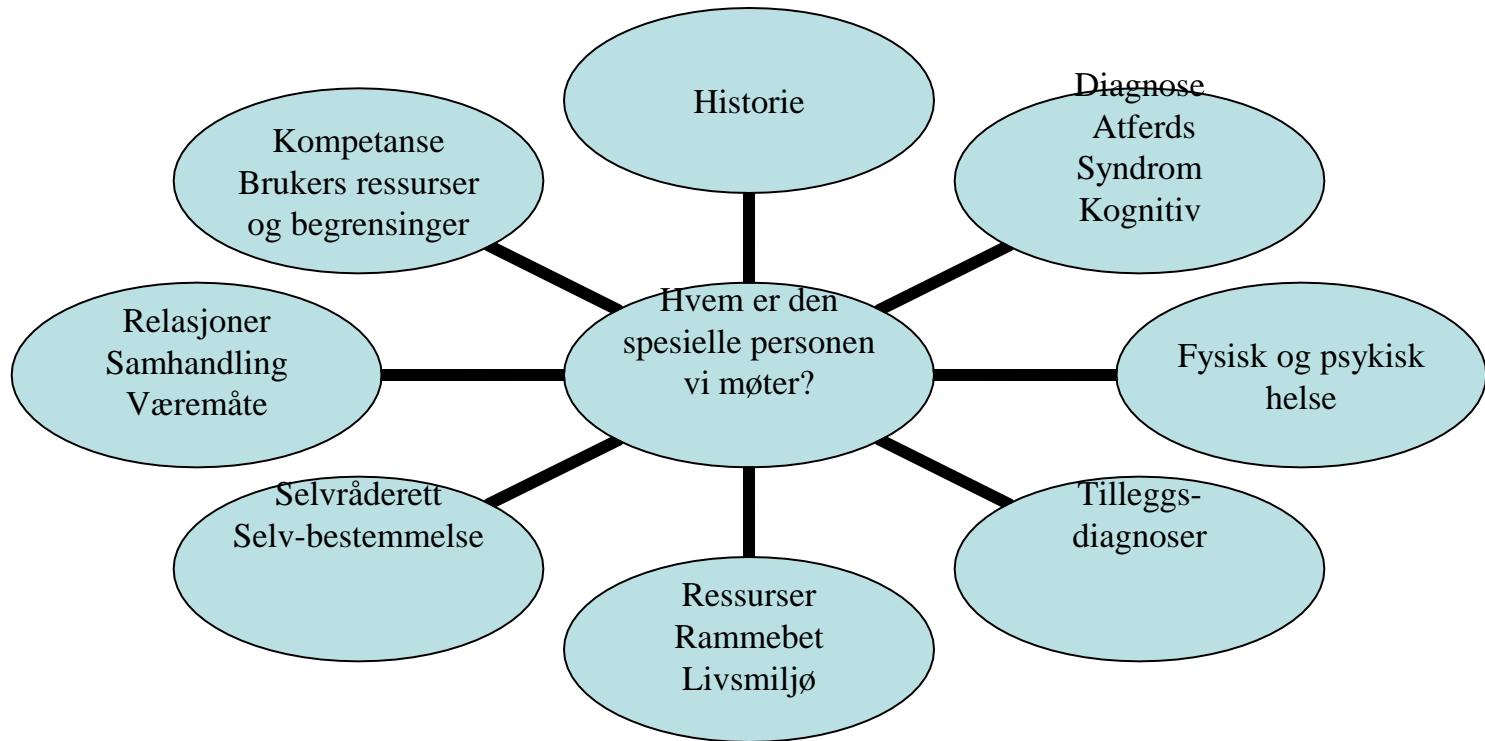 Historie
Diagnose
Atferds
Syndrom
Kognitiv
Kompetanse
Brukers ressurser
og begrensinger
Hvem er den
spesielle personen
vi møter?
Relasjoner
Samhandling
Væremåte
Fysisk og psykisk
helse
Selvråderett
Selv-bestemmelse
Tilleggs-
diagnoser
Ressurser
Rammebet
Livsmiljø